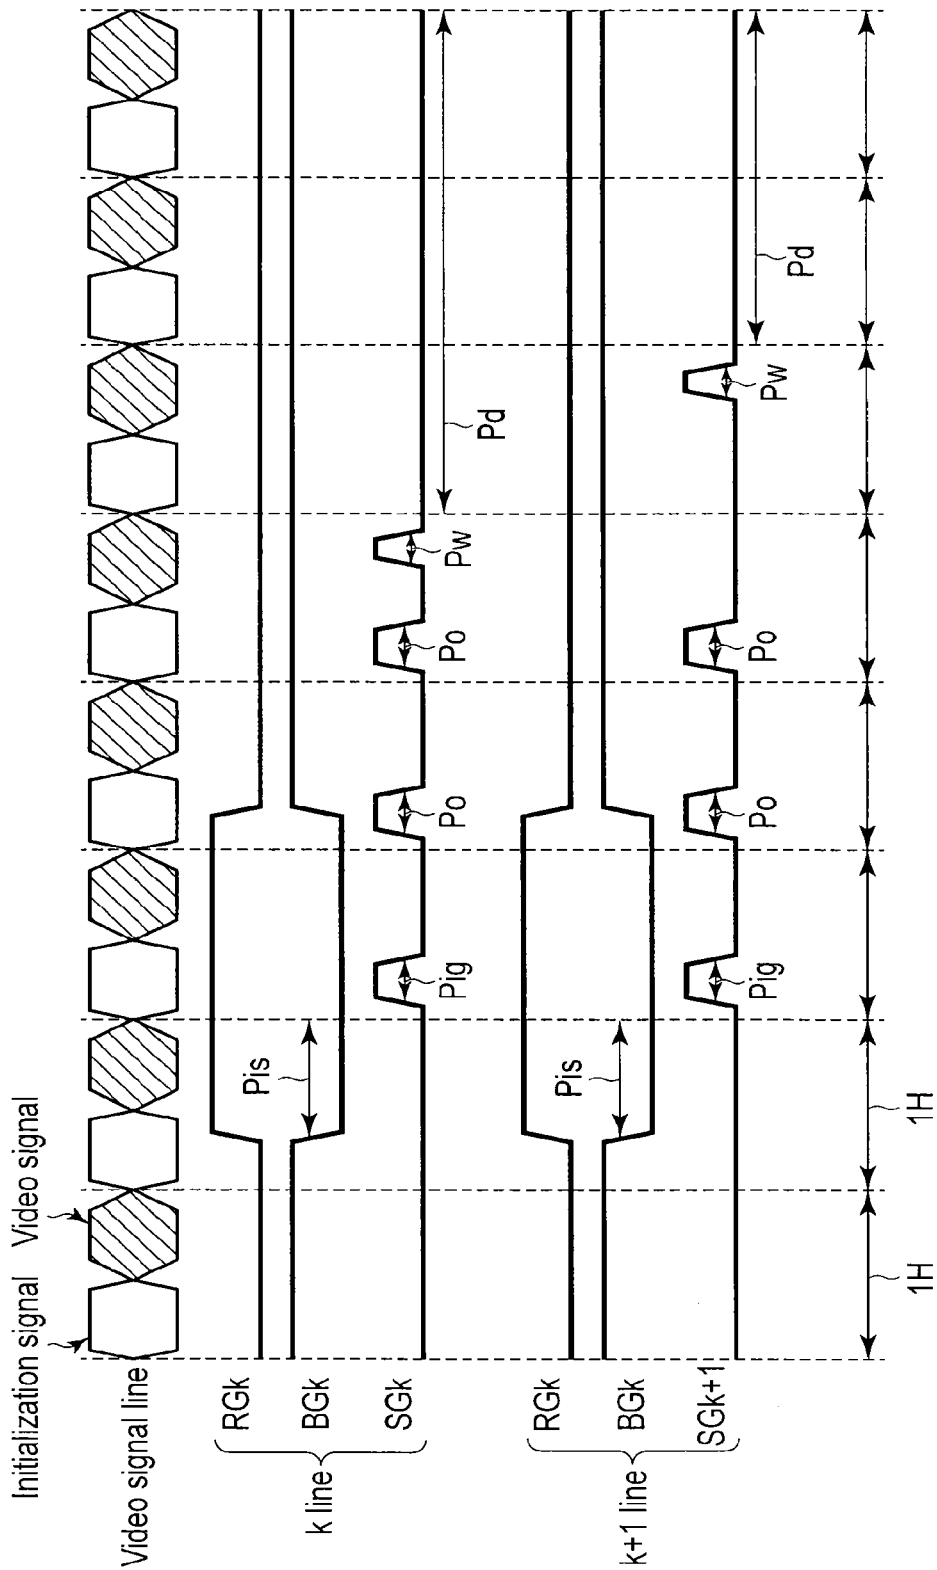 Initialization signal
Video signal
Video signal line
RGk
BGk
Pis
k line
SGk
Pig
Po
Po
Pw
Pd
RGk
BGk
Pis
k+1 line
SGk+1
Pig
Po
Po
Pw
Pd
1H
1H